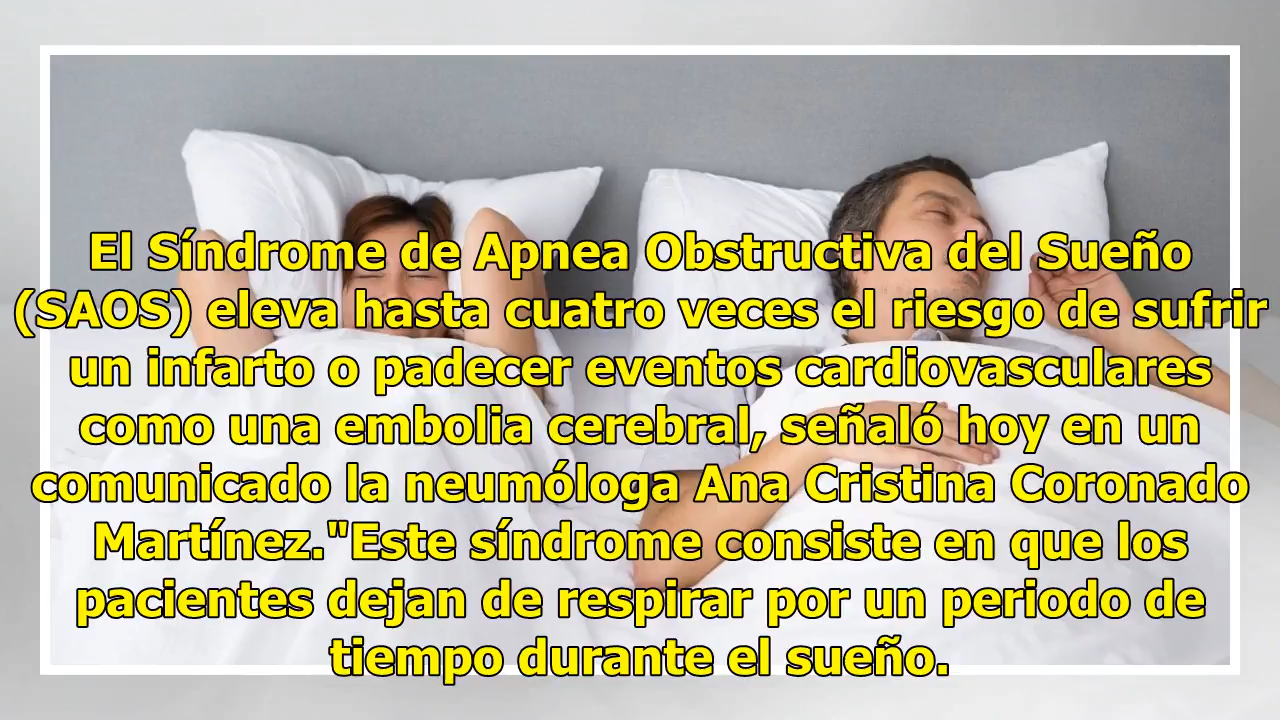 El Síndrome de Apnea Obstructiva del Sueño
(SAOS) eleva hasta cuatro veces el riesgo de sufrir
un infarto o padecer eventos cardiovasculares
como una embolia cerebral, señaló hoy en un
comunicado la neumóloga Ana Cristina Coronado
Martínez."Este síndrome consiste en que los
pacientes dejan de respirar por un periodo de
tiempo durante el sueño.